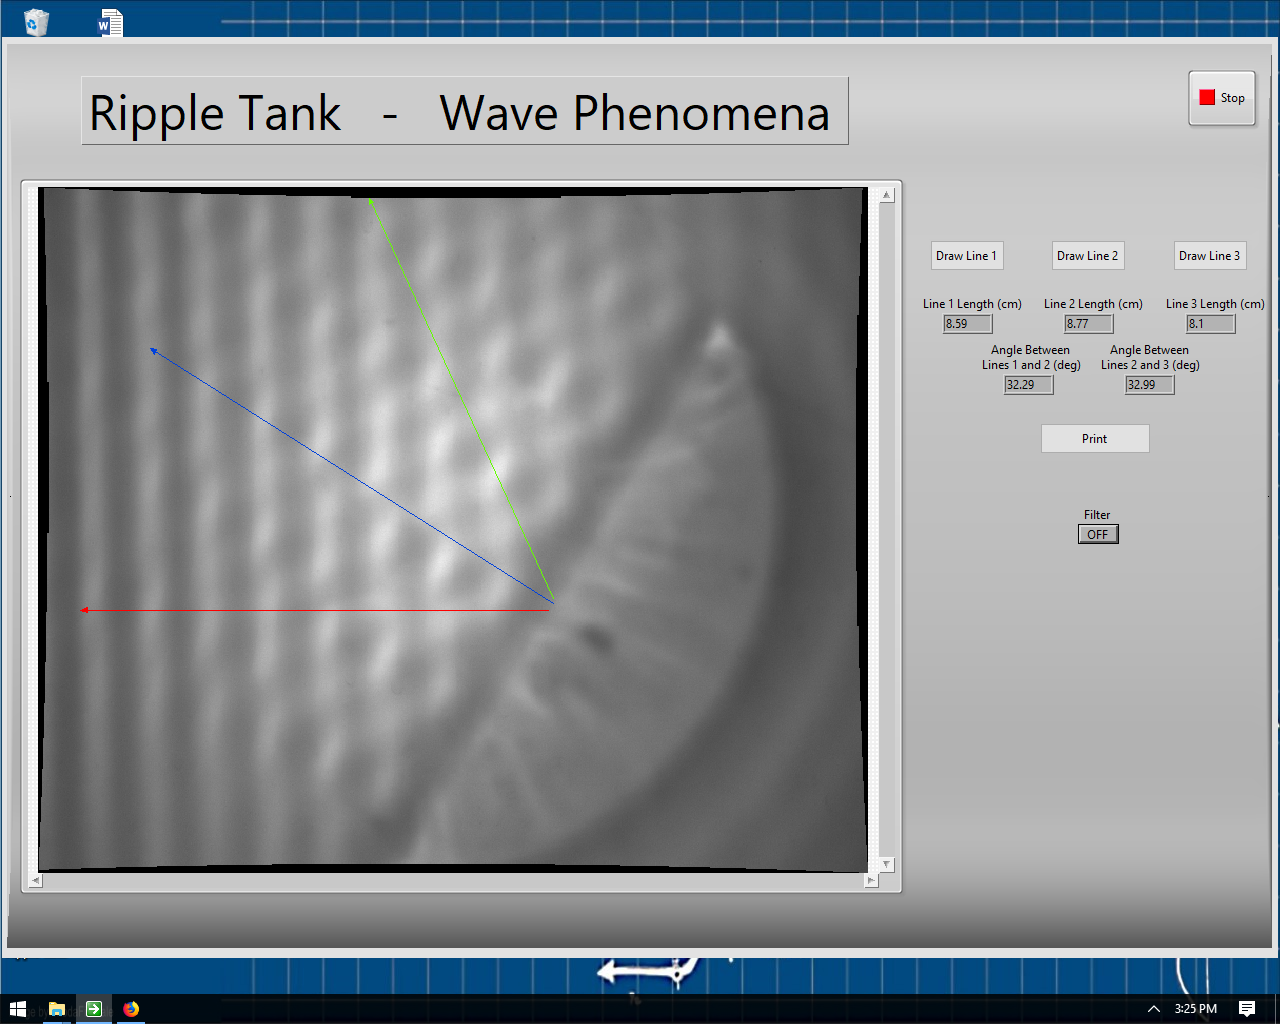 Ripple Tank - Wave Phenomena
Stop
Draw Line 1 Draw Line 2 Draw Line 3
Line 1 Length (cm) Line 2 Length (cm) Line 3 Length (cm)
8.59 8.77 8.1
Angle Between Angle Between
Lines 1 and 2 (deg) Lines 2 and 3 (deg)
32.29 32.99
Print
Filter
OFF
3:25 PM